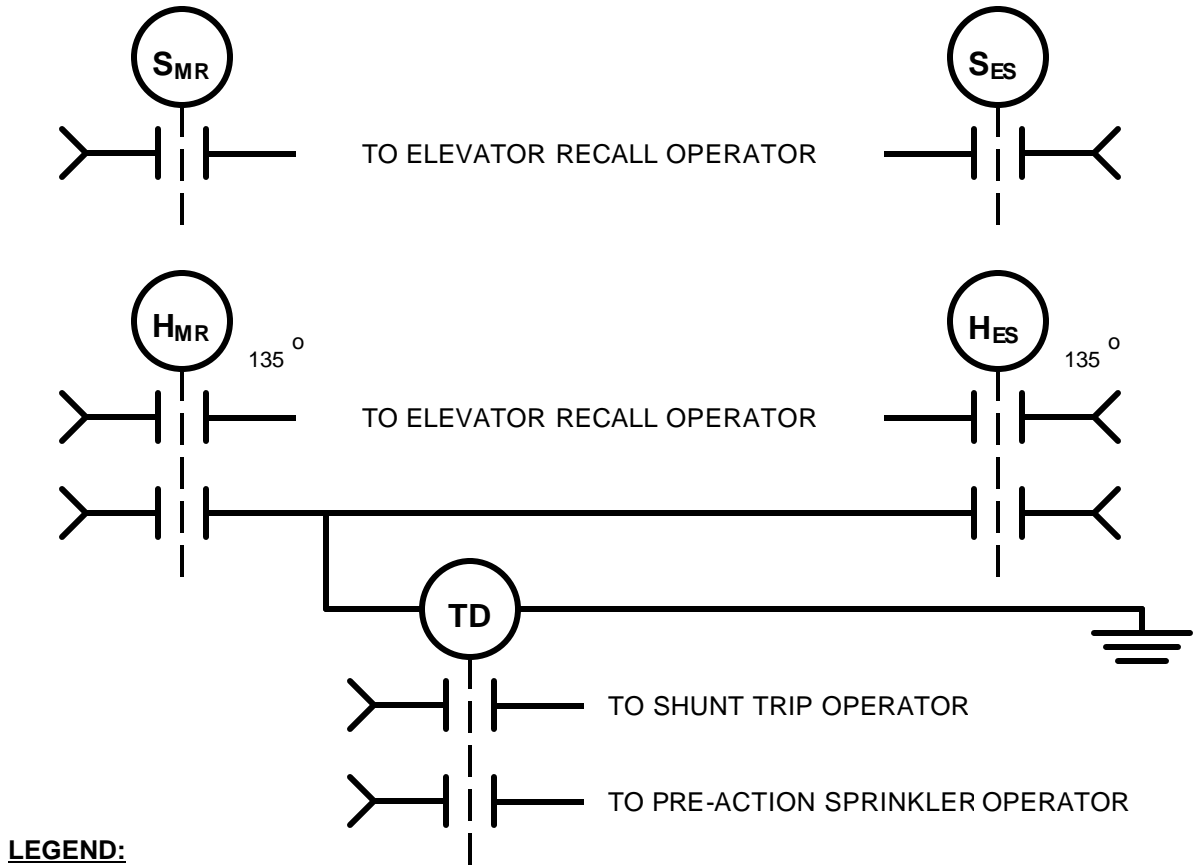 SMR SES
TO ELEVATOR RECALL OPERATOR
HMR 135 o HES 135 o
TO ELEVATOR RECALL OPERATOR
TD
TO SHUNT TRIP OPERATOR
TO PRE-ACTION SPRINKLER OPERATOR
LEGEND: